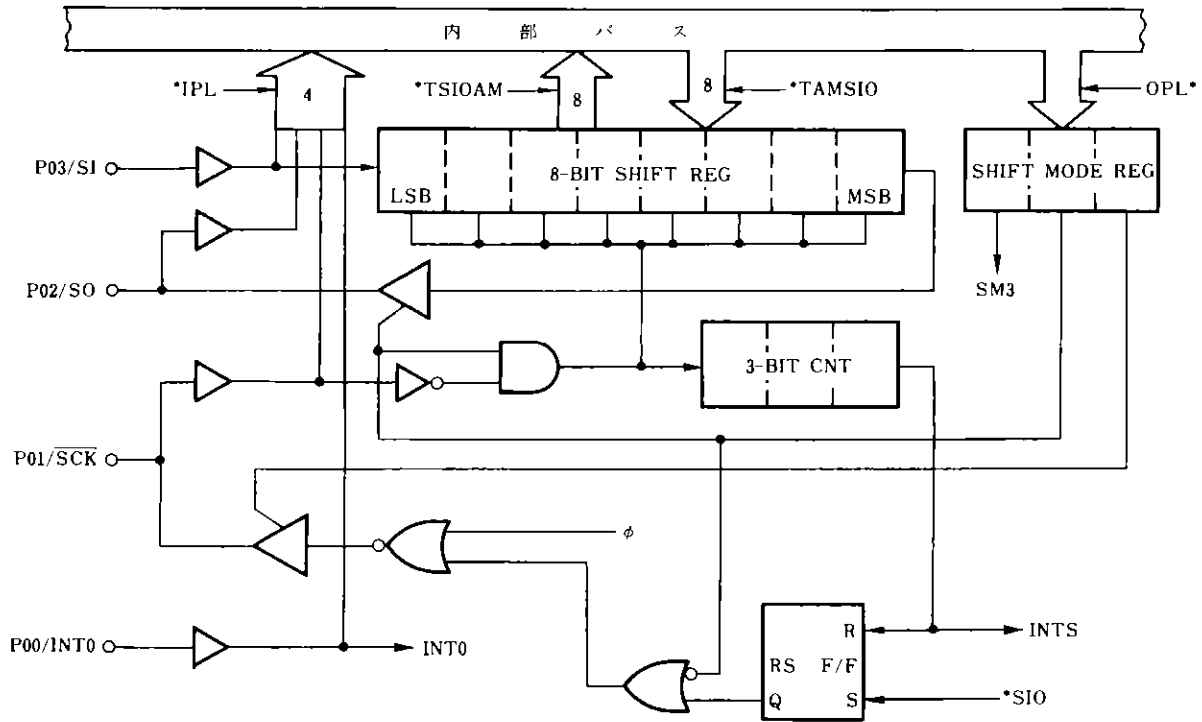 内 部 バ ス
*IPL
4
*TSIOAM
8
8
*TAMSIO
OPL*
P03/SI
8-BIT SHIFT REG
LSB
MSB
SHIFT MODE REG
P02/SO
SM3
3-BIT CNT
P01/SCK
φ
P00/INT0
INT0
R
INTS
RS F/F
Q
S
*SIO